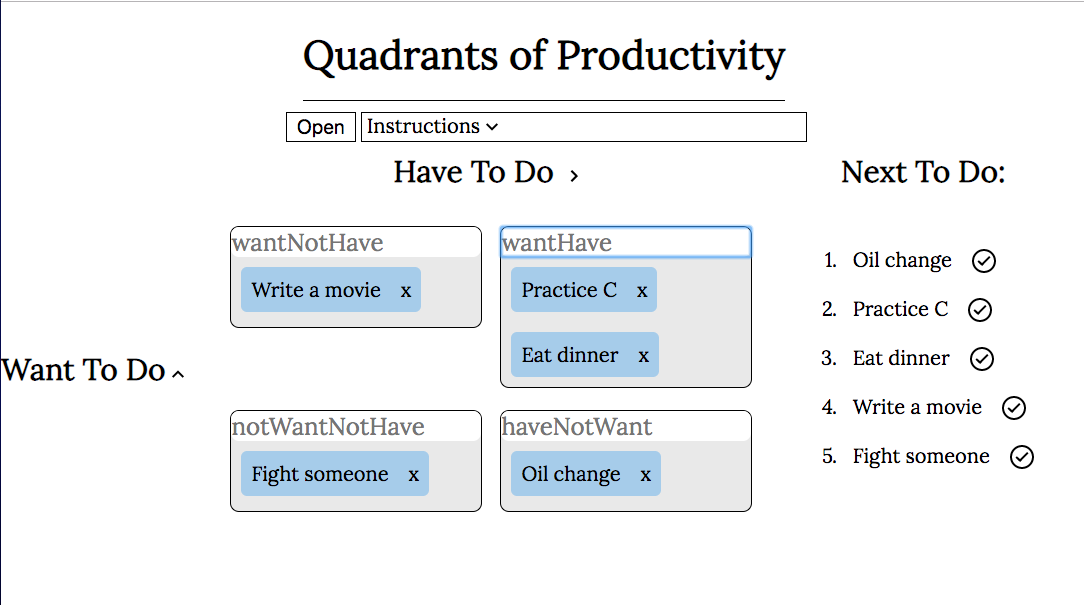 Quadrants of Productivity
Open
Instructions
Have To Do
Next To Do:
wantNotHave
Write a movie x
wantHave
Practice C x
Eat dinner x
Want To Do
notWantNotHave
Fight someone x
haveNotWant
Oil change x
1. Oil change
2. Practice C
3. Eat dinner
4. Write a movie
5. Fight someone